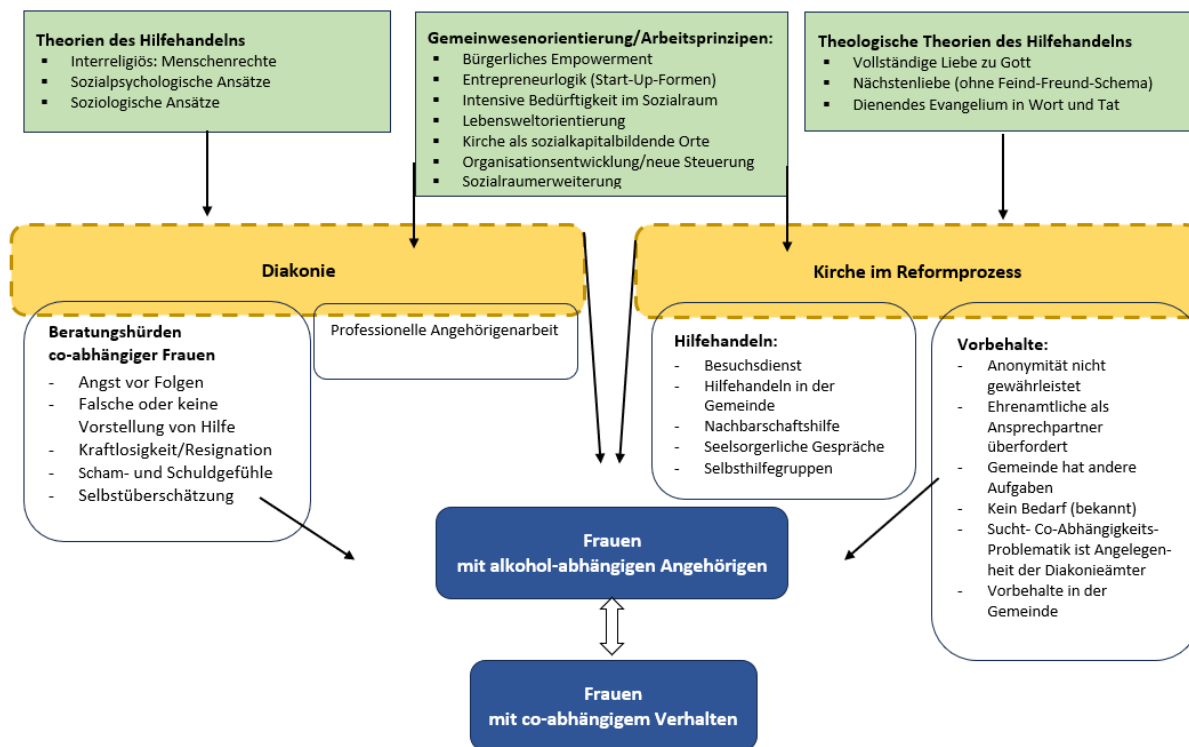 Theorien des Hilfehandelns
▪ Interreligiös: Menschenrechte
▪ Sozialpsychologische Ansätze
▪ Soziologische Ansätze
Gemeinwesenorientierung/Arbeitsprinzipen:
▪ Bürgerliches Empowerment
▪ Entrepreneurlogik (Start-Up-Formen)
▪ Intensive Bedürftigkeit im Sozialraum
▪ Lebensweltorientierung
▪ Kirche als sozialkapitalbildende Orte
▪ Organisationsentwicklung/neue Steuerung
▪ Sozialraumerweiterung
Theologische Theorien des Hilfehandelns
▪ Vollständige Liebe zu Gott
▪ Nächstenliebe (ohne Feind-Freund-Schema)
▪ Dienendes Evangelium in Wort und Tat
Diakonie
Kirche im Reformprozess
Beratungshürden
co-abhängiger Frauen
- Angst vor Folgen
- Falsche oder keine
Vorstellung von Hilfe
- Kraftlosigkeit/Resignation
- Scham- und Schuldgefühle
- Selbstüberschätzung
Professionelle Angehörigenarbeit
Hilfehandeln:
- Besuchsdienst
- Hilfehandeln in der
Gemeinde
- Nachbarschaftshilfe
- Seelsorgerliche Gespräche
- Selbsthilfegruppen
Vorbehalte:
- Anonymität nicht
gewährleistet
- Ehrenamtliche als
Ansprechpartner
überfordert
- Gemeinde hat andere
Aufgaben
- Kein Bedarf (bekannt)
- Sucht- Co-Abhängigkeits-
Problematik ist Angelegen-
heit der Diakonieämter
- Vorbehalte in der
Gemeinde
Frauen
mit alkohol-abhängigen Angehörigen
Frauen
mit co-abhängigem Verhalten